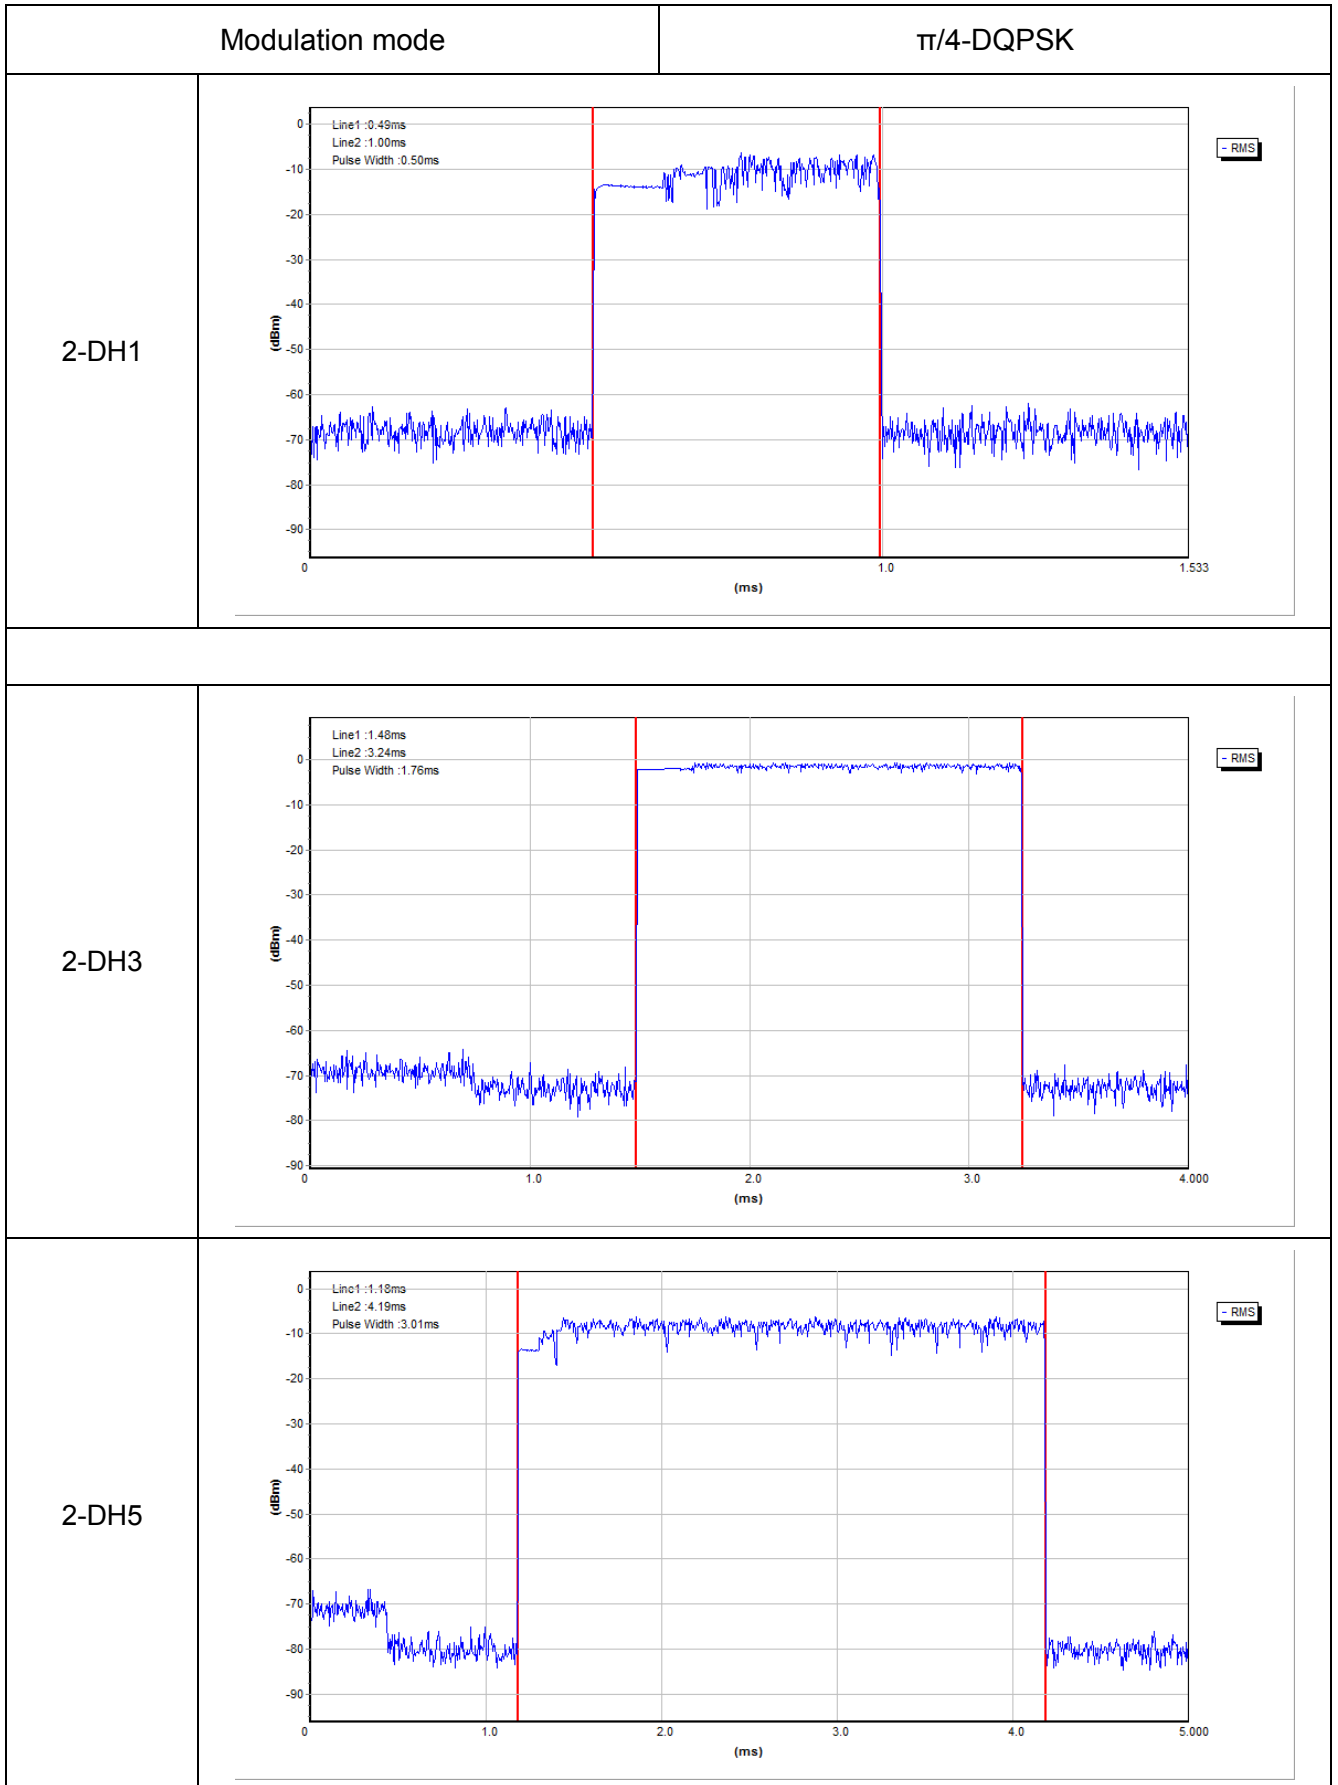 Modulation mode
π/4-DQPSK
2-DH1
Line1 :0.49ms
Line2 :1.00ms
Pulse Width :0.50ms
- RMS
0
-10
-20
-30
-40
-50
-60
-70
-80
-90
(dBm)
0
1.0
1.533
(ms)
2-DH3
Line1 :1.48ms
Line2 :3.24ms
Pulse Width :1.76ms
- RMS
0
-10
-20
-30
-40
-50
-60
-70
-80
-90
(dBm)
0
1.0
2.0
3.0
4.000
(ms)
2-DH5
Line1 :1.18ms
Line2 :4.19ms
Pulse Width :3.01ms
- RMS
0
-10
-20
-30
-40
-50
-60
-70
-80
-90
(dBm)
0
1.0
2.0
3.0
4.0
5.000
(ms)